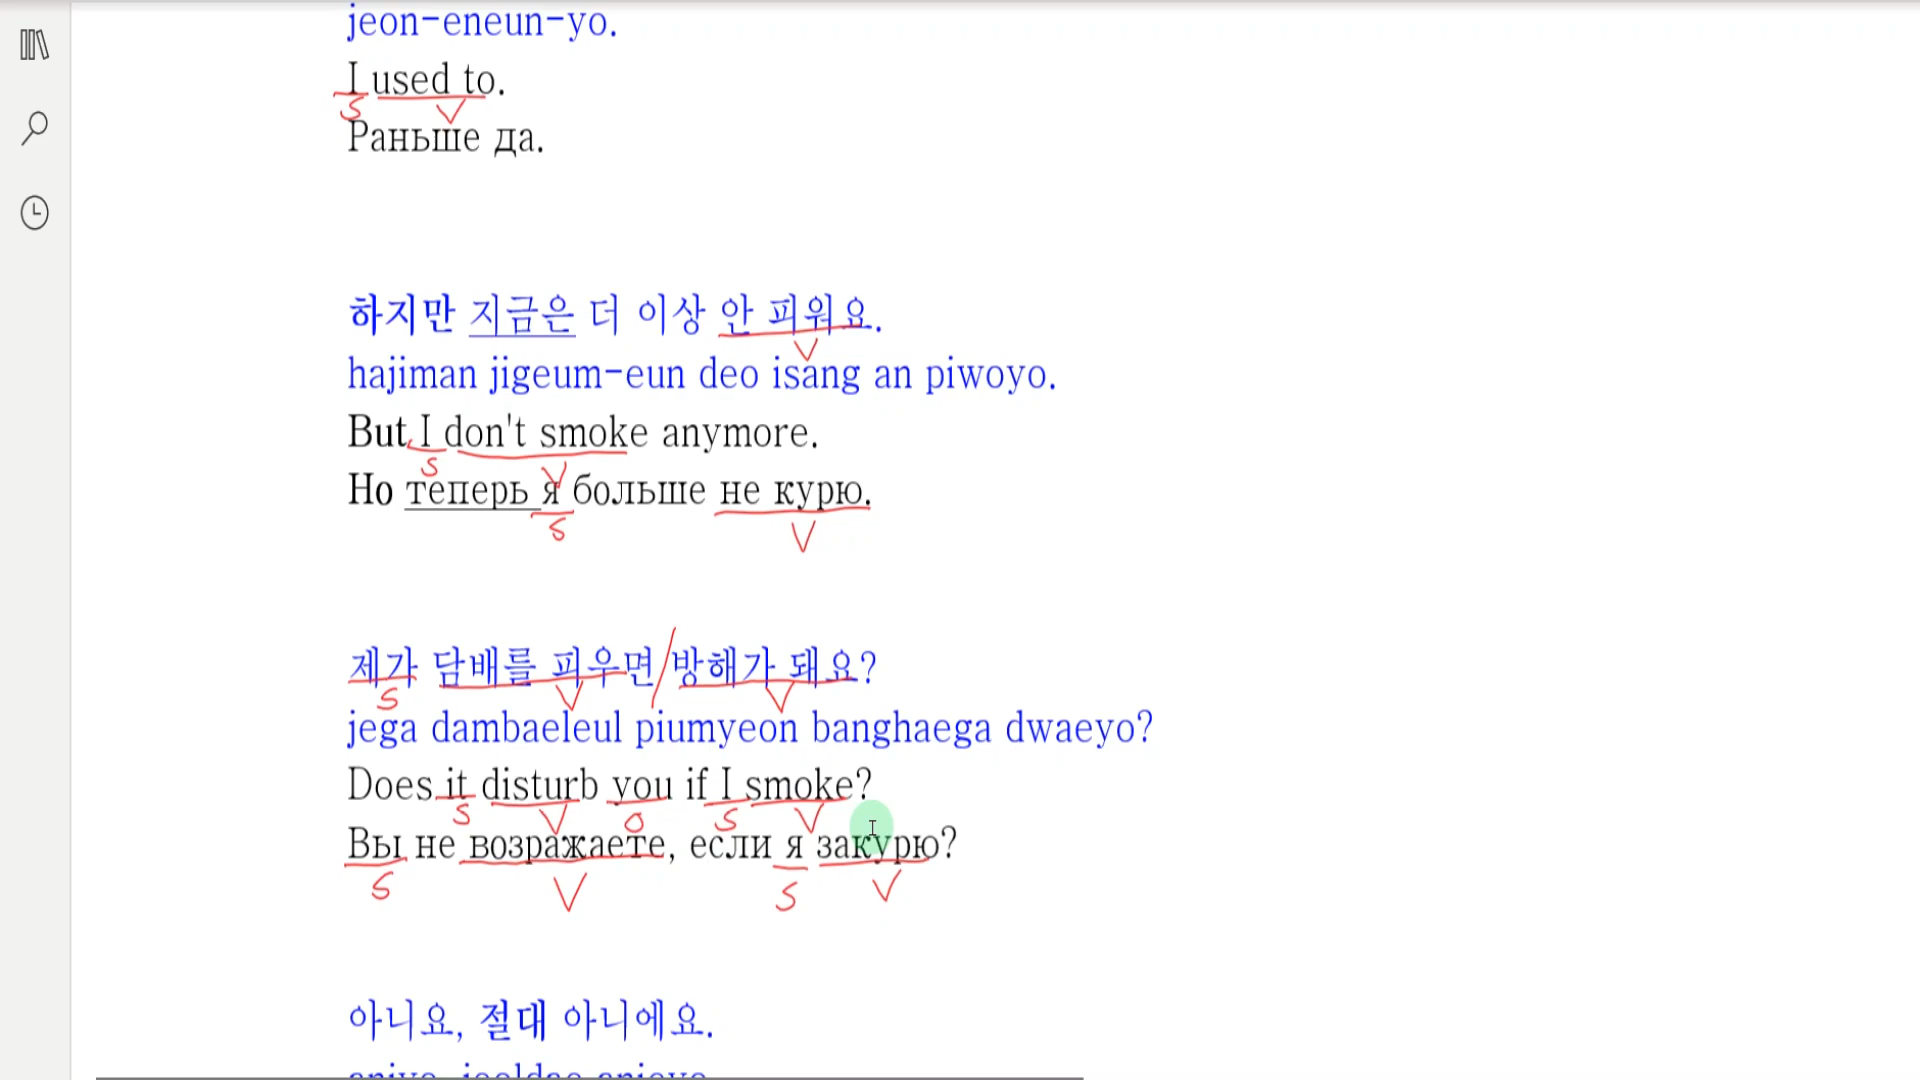 jeon-eneun-yo.
I used to.
S V
Раньше да.
하지만 지금은 더 이상 안 피워요.
V
hajiman jigeum-eun deo isang an piwoyo.
But I don't smoke anymore.
S V
Но теперь я больше не курю.
S V
제가 담배를 피우면/방해가 돼요?
S V V
jega dambaeleul piumyeon banghaega dwaeyo?
Does it disturb you if I smoke?
S V O S V
Вы не возражаете, если я закурю?
S V S V
아니요, 절대 아니에요.